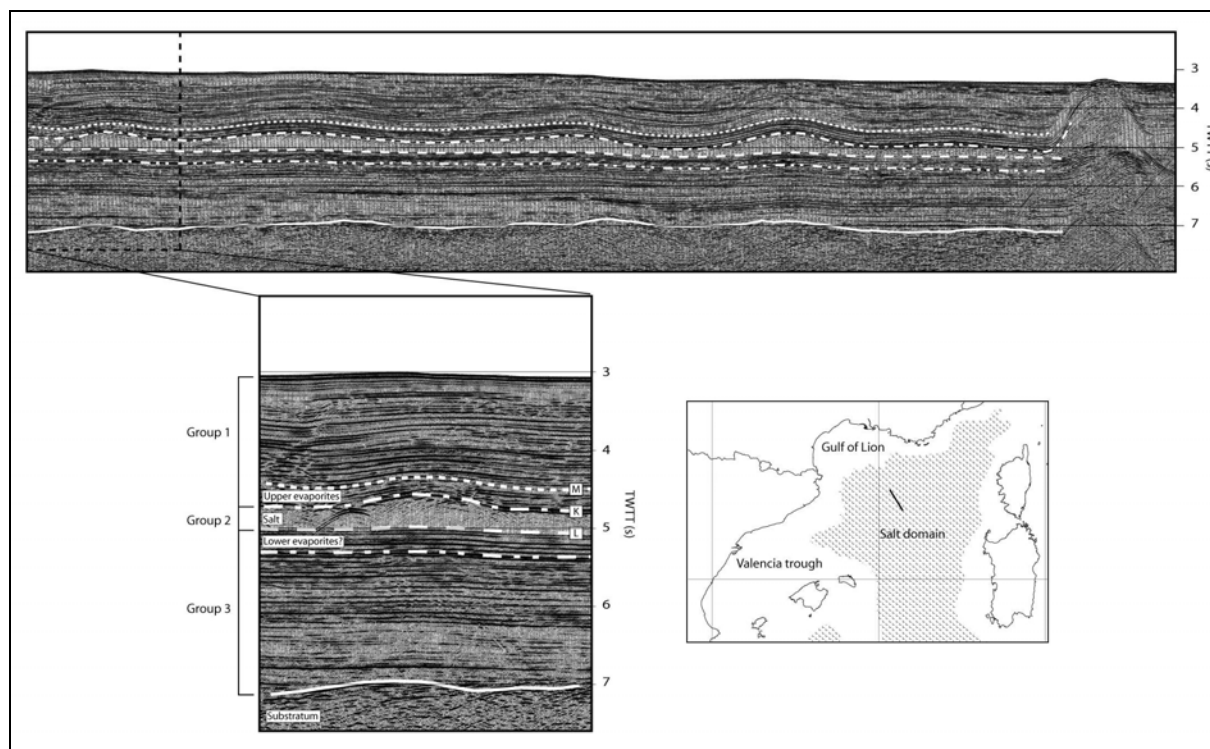 3
4
5
6
7
TWTT (s)
3
4
5
6
7
TWTT (s)
Group 1
Group 2
Group 3
Upper evaporites
Salt
Lower evaporites?
Substratum
M
K
L
Gulf of Lion
Salt domain
Valencia trough